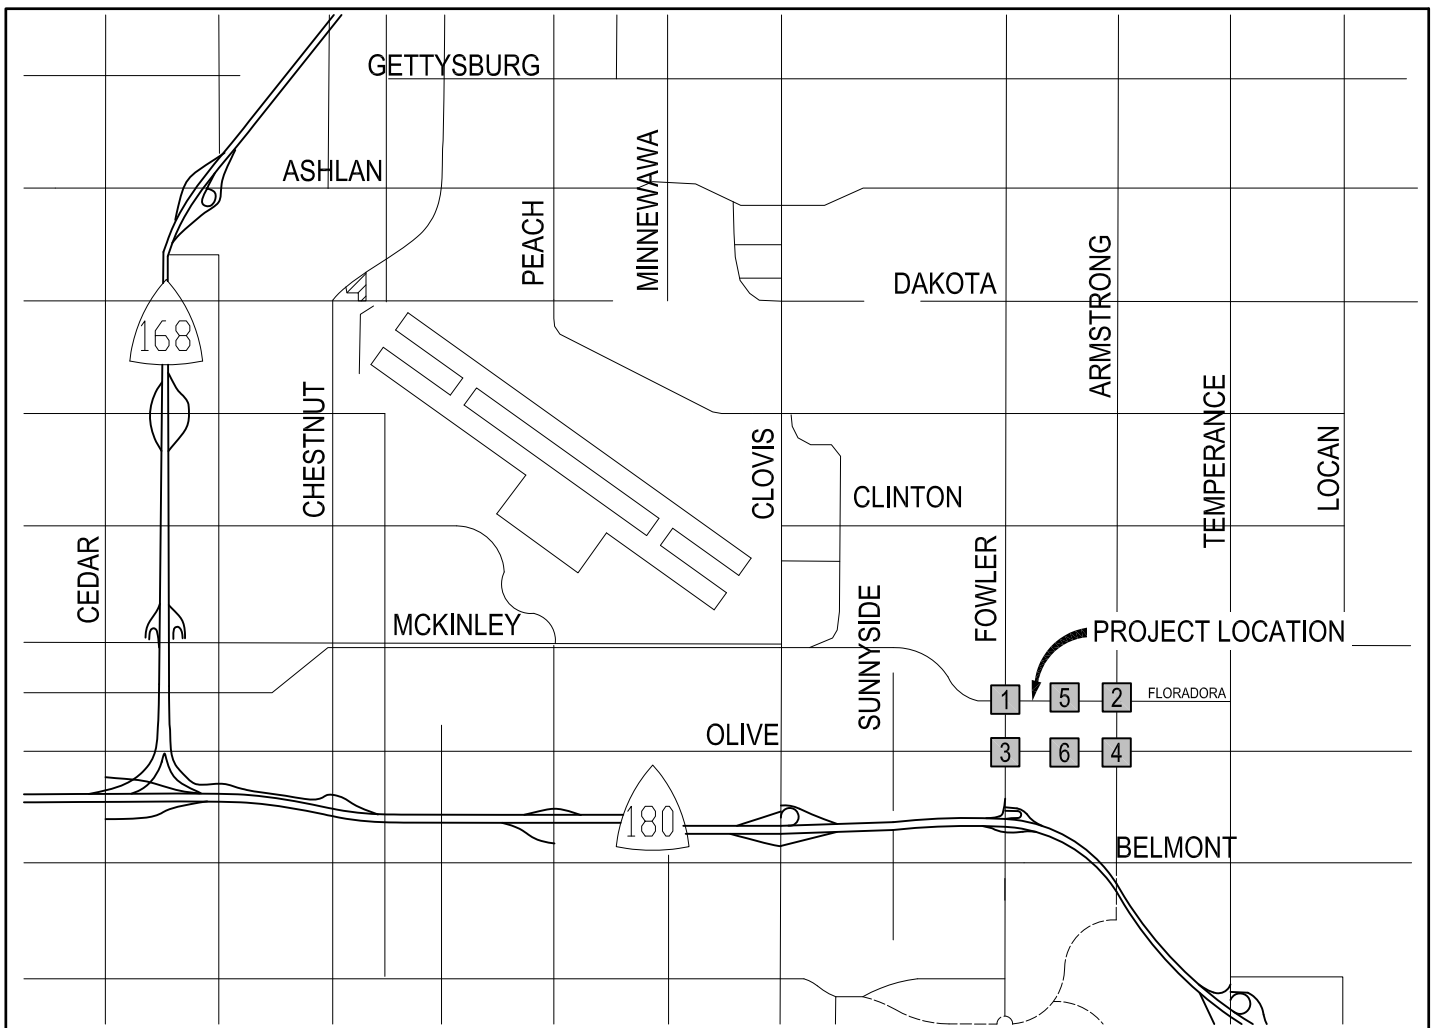 GETTYSBURG
ASHLAN
MINNEWAWA
PEACH
DAKOTA
ARMSTRONG
168
CHESTNUT
CLOVIS
TEMPERANCE
LOCAN
CLINTON
CEDAR
FOWLER
SUNNYSIDE
MCKINLEY
PROJECT LOCATION
1
5
2
FLORADORA
OLIVE
3
6
4
180
BELMONT